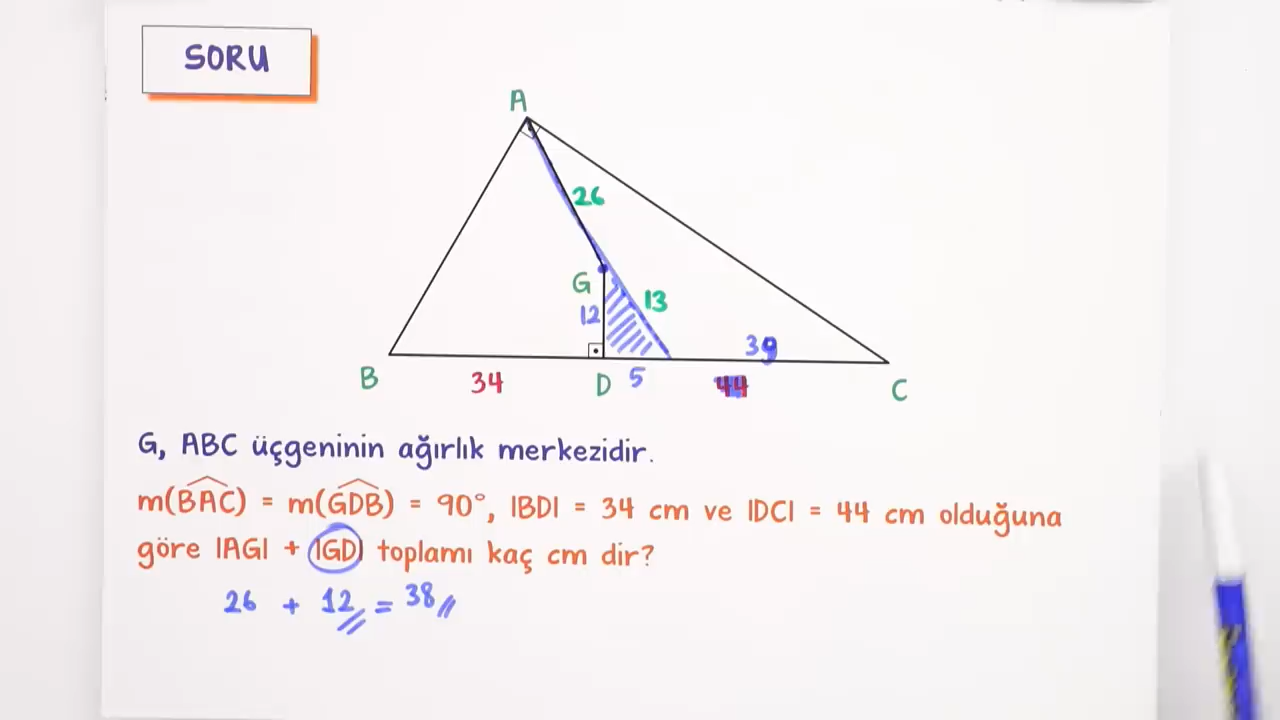 SORU
A
26
G
13
12
39
B
34
D
5
44
C
G, ABC üçgeninin ağırlık merkezidir.
m(BAC) = m(GDB) = 90°, |BD| = 34 cm ve |DC| = 44 cm olduğuna
göre |AG| + |GD| toplamı kaç cm dir?
26 + 12 = 38